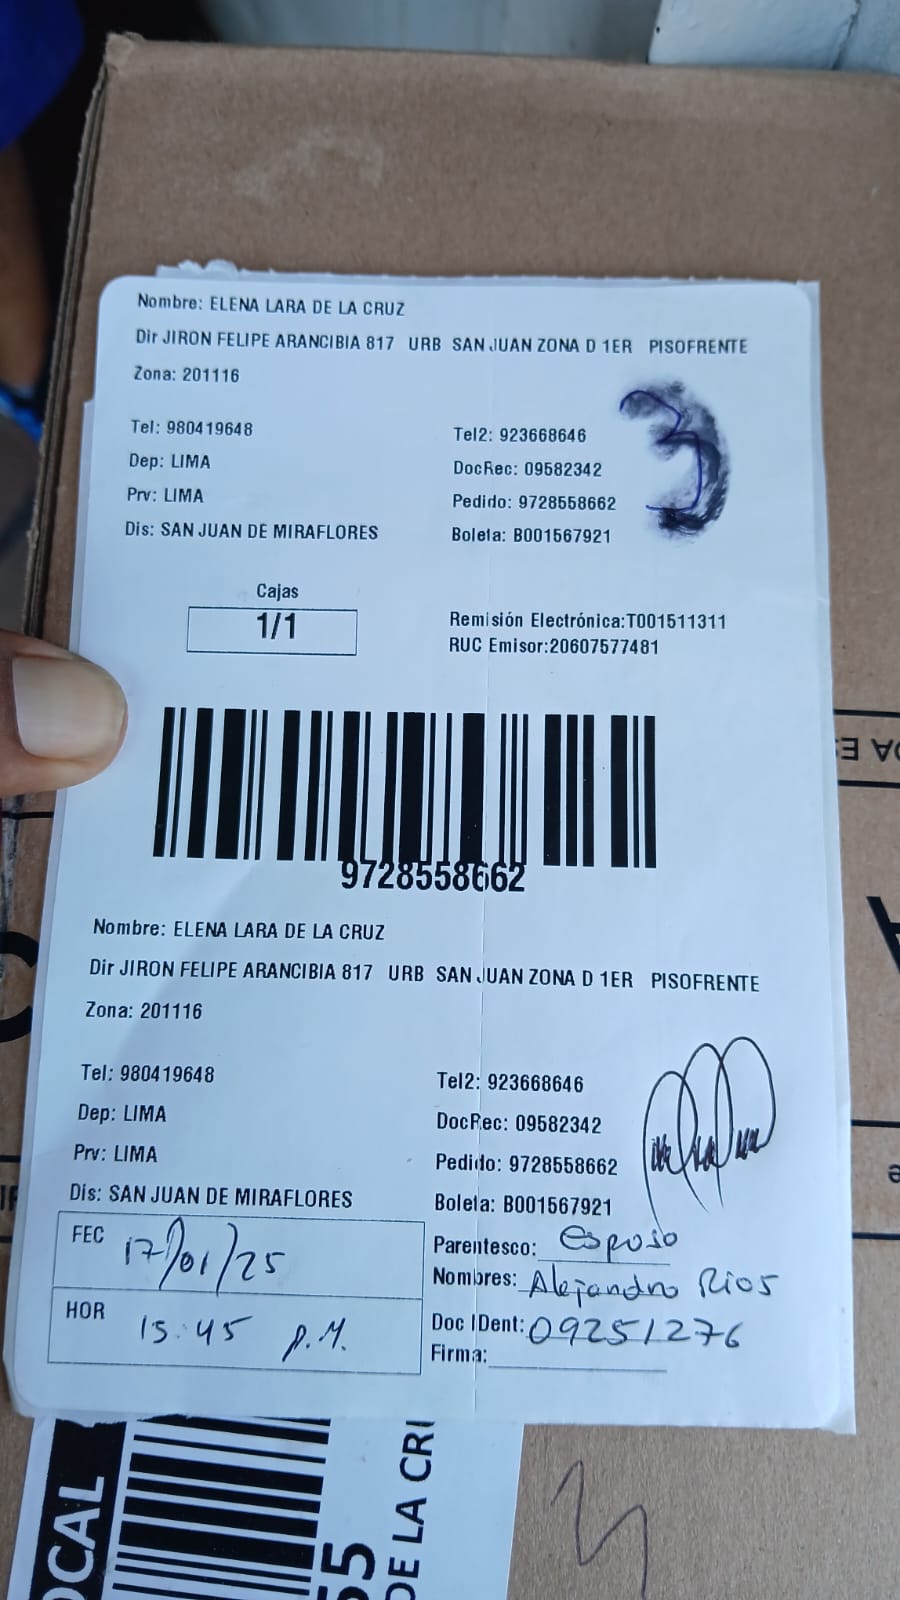 Nombre: ELENA LARA DE LA CRUZ
Dir JIRON FELIPE ARANCIBIA 817 URB SAN JUAN ZONA D 1ER PISOFRENTE
Zona: 201116
Tel: 980419648 Tel2: 923668646
Dep: LIMA DocRec: 09582342
Prv: LIMA Pedido: 9728558662
Dis: SAN JUAN DE MIRAFLORES Boleta: B001567921
3
Cajas
1/1
Remisión Electrónica:T001511311
RUC Emisor:20607577481
9728558662
Nombre: ELENA LARA DE LA CRUZ
Dir JIRON FELIPE ARANCIBIA 817 URB SAN JUAN ZONA D 1ER PISOFRENTE
Zona: 201116
Tel: 980419648 Tel2: 923668646
Dep: LIMA DocRec: 09582342
Prv: LIMA Pedido: 9728558662
Dis: SAN JUAN DE MIRAFLORES Boleta: B001567921
FEC 17/01/25
HOR 15:45 P.M.
Parentesco: Esposo
Nombres: Alejandro Rios
Doc IDent: 09251276
Firma:
OCAL
55
DE LA CRU